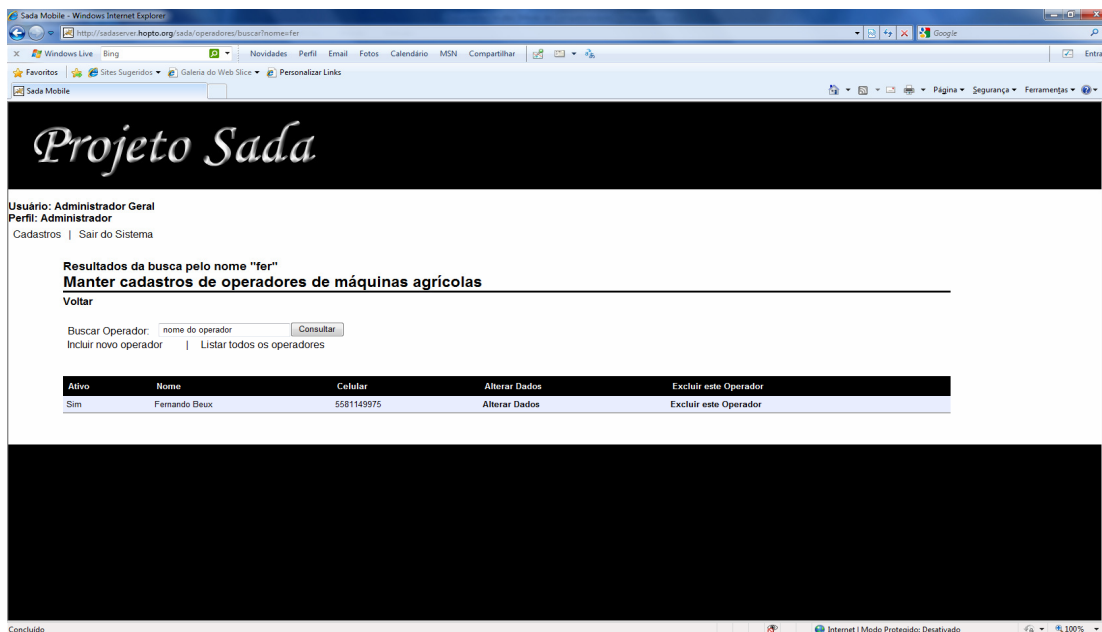 Sada Mobile - Windows Internet Explorer
http://sadaserver.hopto.org/sada/operadores/buscar?nome=fer
Google
X Windows Live Bing Novidades Perfil Email Fotos Calendário MSN Compartilhar Entra
Favoritos Sites Sugeridos Galeria do Web Slice Personalizar Links
Sada Mobile Página Segurança Ferramentas
Projeto Sada
Usuário: Administrador Geral
Perfil: Administrador
Cadastros | Sair do Sistema
Resultados da busca pelo nome "fer"
Manter cadastros de operadores de máquinas agrícolas
Voltar
Buscar Operador: nome do operador Consultar
Incluir novo operador | Listar todos os operadores
Ativo Nome Celular Alterar Dados Excluir este Operador
Sim Fernando Beux 5581149975 Alterar Dados Excluir este Operador
Concluído Internet | Modo Protegido: Desativado 100%